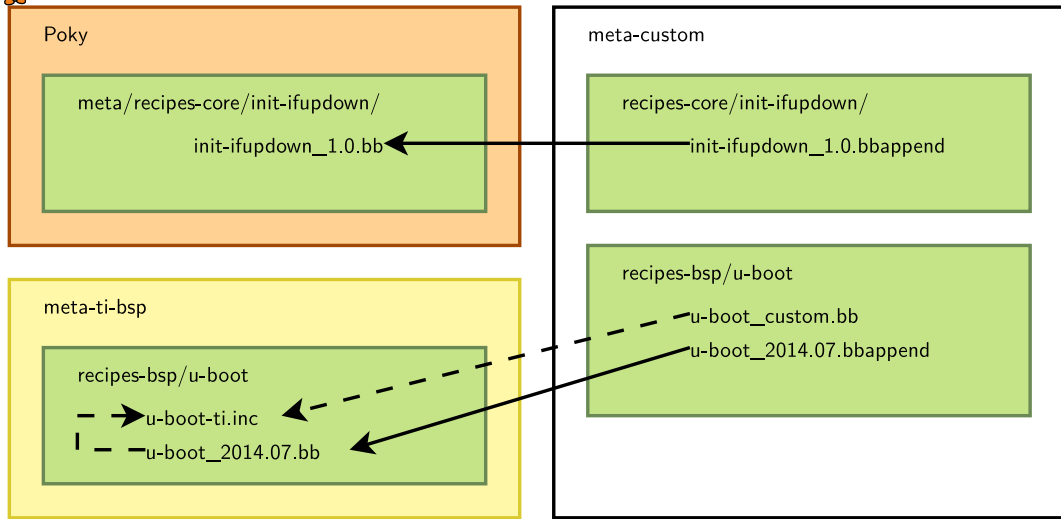 Poky
meta/recipes-core/init-ifupdown/
init-ifupdown_1.0.bb
meta-custom
recipes-core/init-ifupdown/
init-ifupdown_1.0.bbappend
recipes-bsp/u-boot
u-boot_custom.bb
u-boot_2014.07.bbappend
meta-ti-bsp
recipes-bsp/u-boot
u-boot-ti.inc
u-boot_2014.07.bb